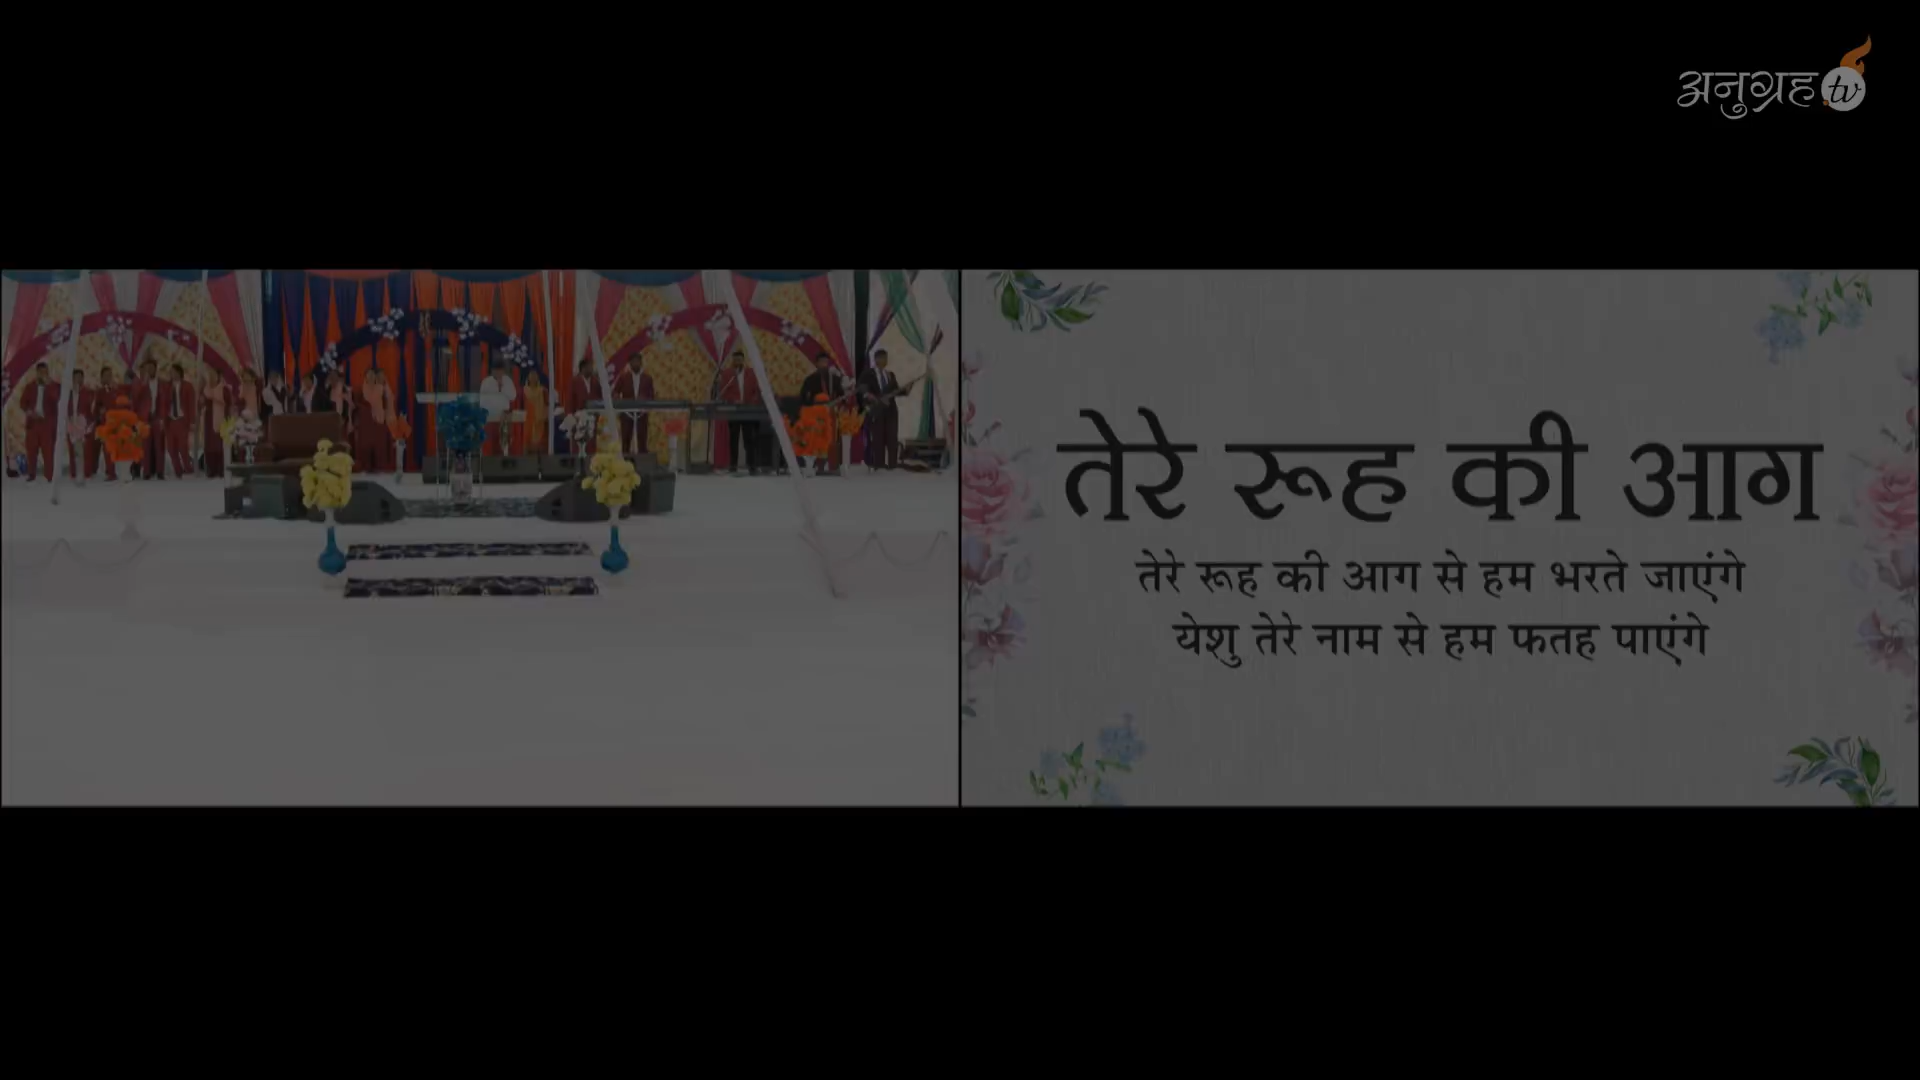 अनुग्रह.tv
तेरे रूह की आग
तेरे रूह की आग से हम भरते जाएंगे
येशु तेरे नाम से हम फतह पाएंगे